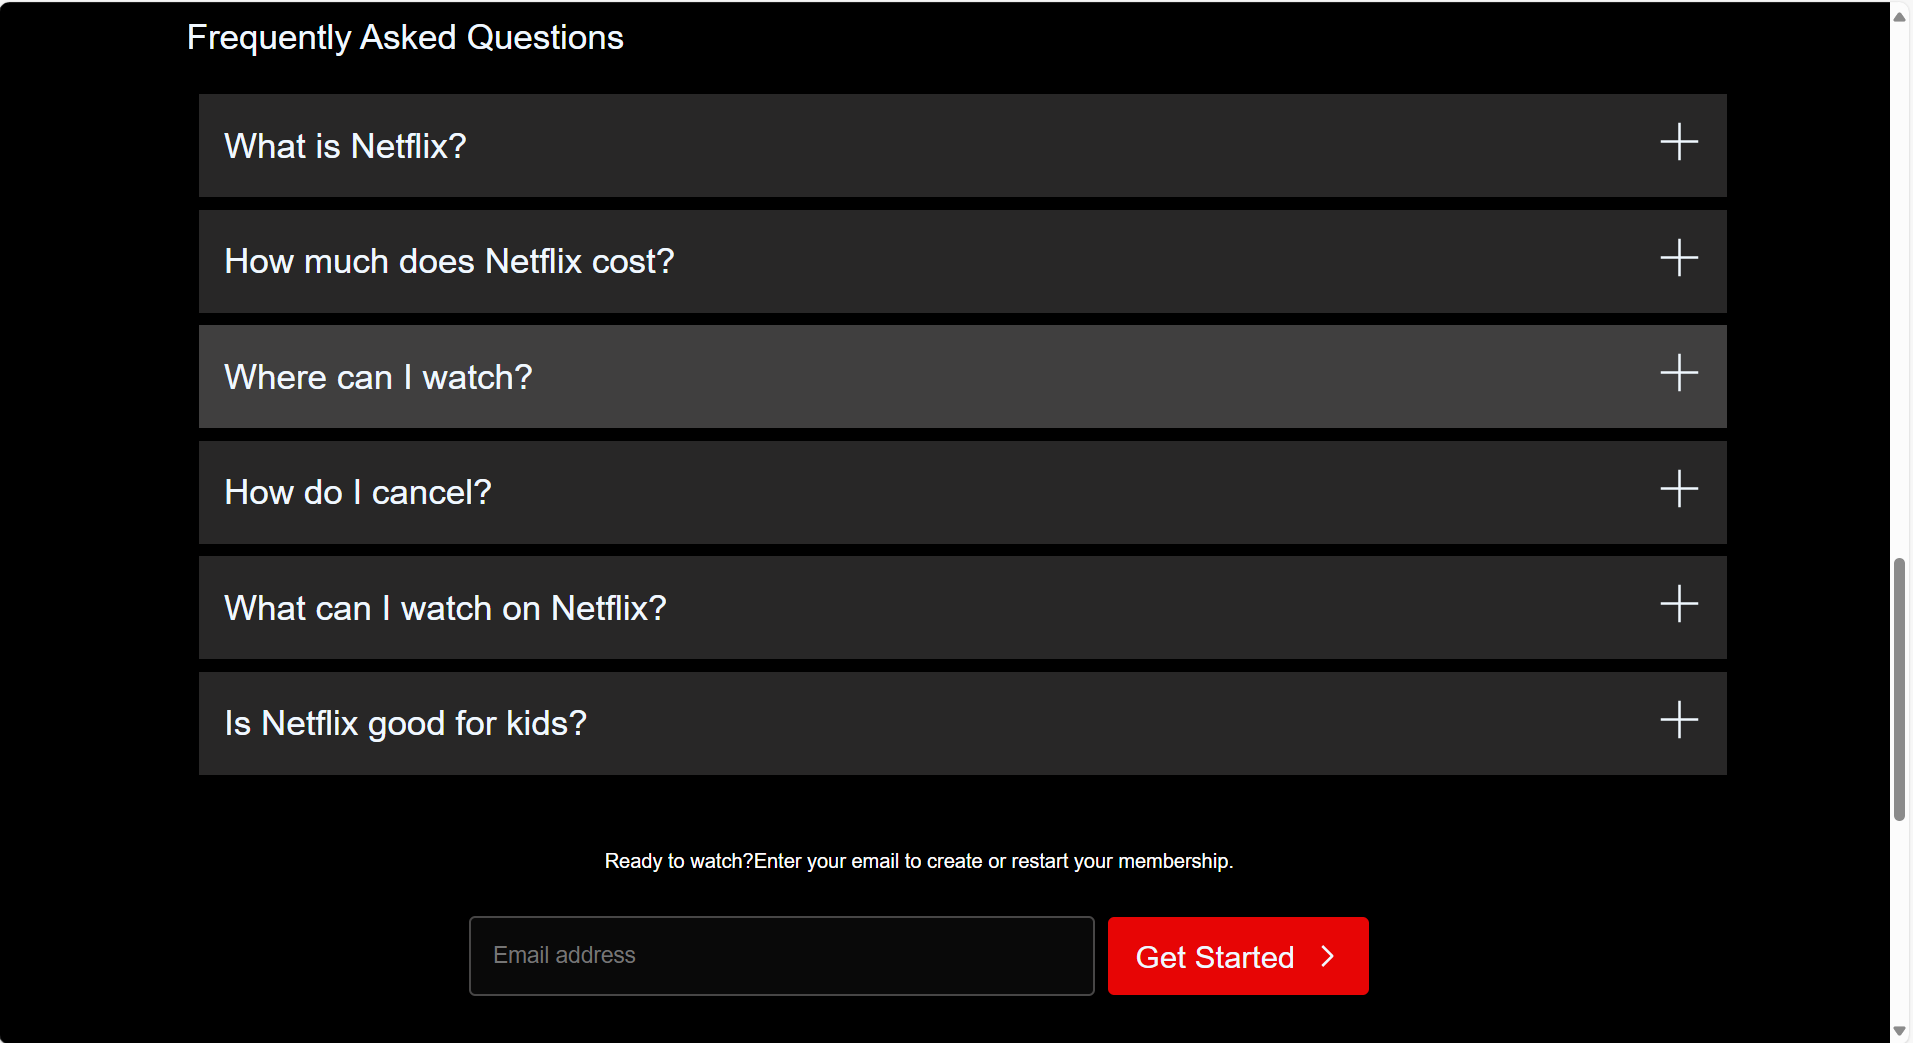 Frequently Asked Questions
What is Netflix?
How much does Netflix cost?
Where can I watch?
How do I cancel?
What can I watch on Netflix?
Is Netflix good for kids?
Ready to watch?Enter your email to create or restart your membership.
Email address
Get Started